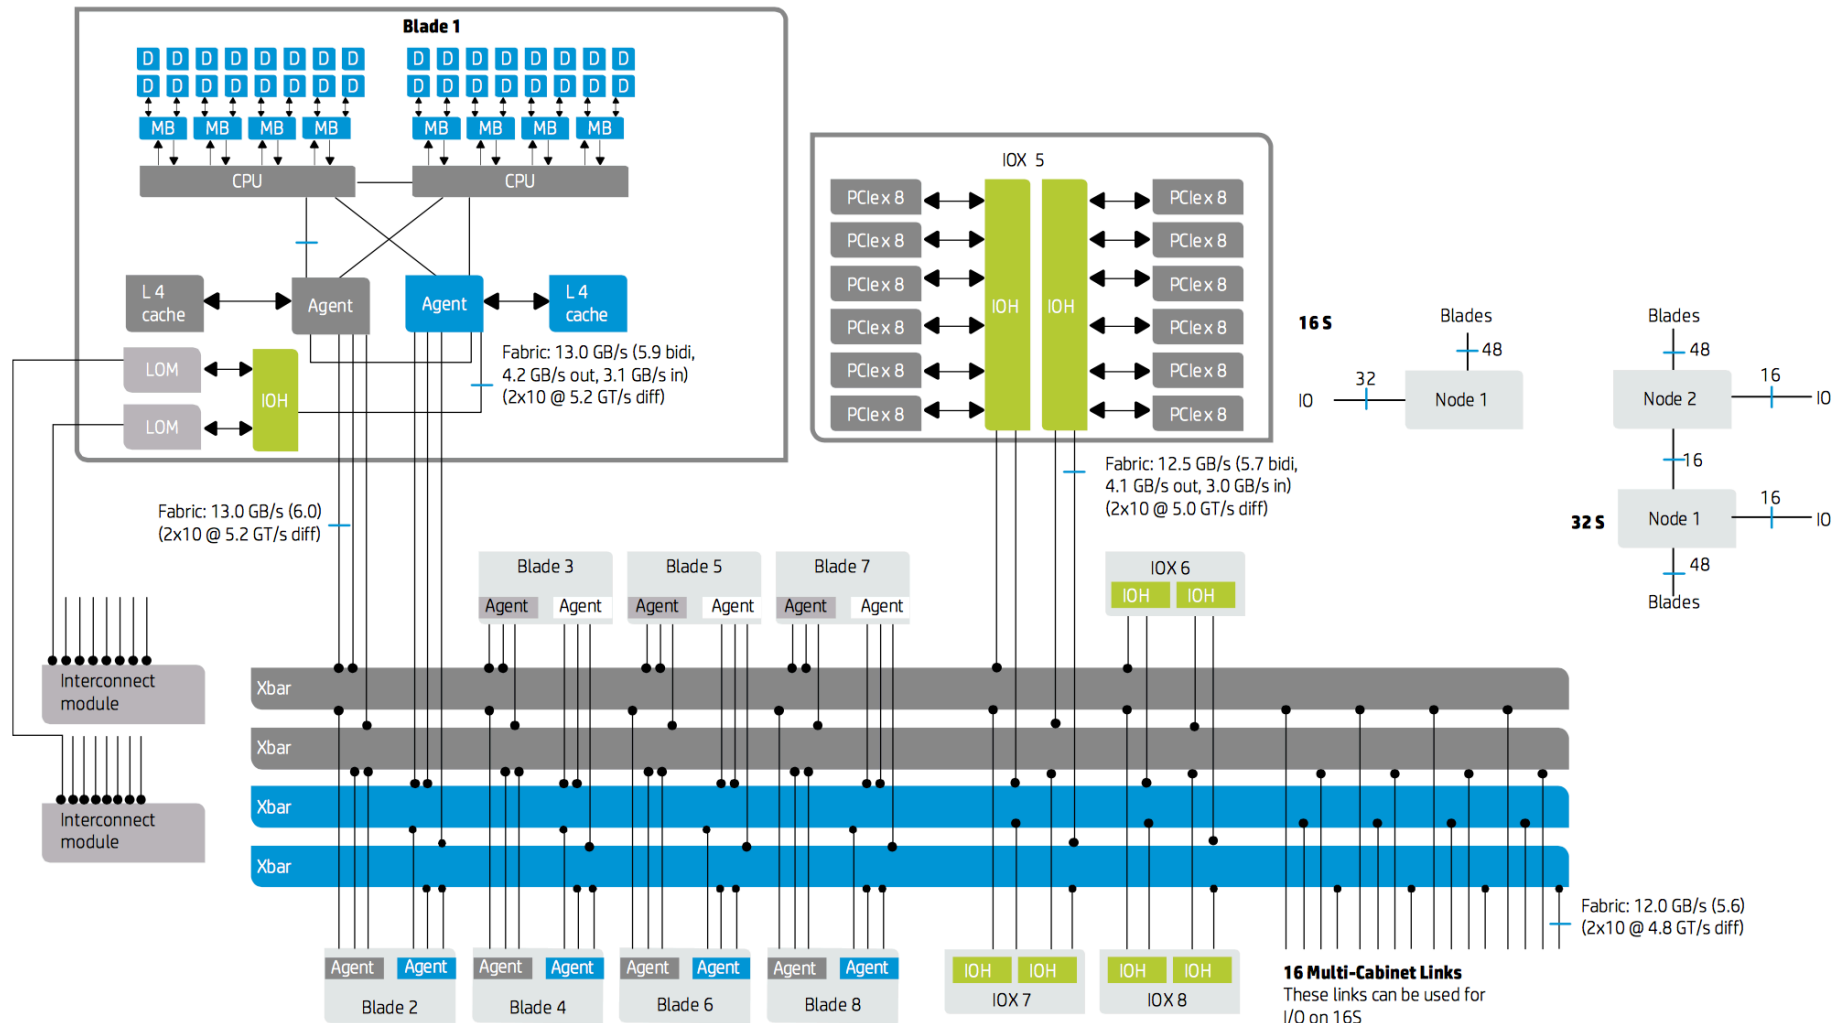 Blade 1
D D D D D D D D
D D D D D D D D
D D D D D D D D
D D D D D D D D
MB MB MB MB
MB MB MB MB
CPU
CPU
L 4
cache
Agent
Agent
L 4
cache
LOM
LOM
IOH
Fabric: 13.0 GB/s (5.9 bidi,
4.2 GB/s out, 3.1 GB/s in)
(2x10 @ 5.2 GT/s diff)
Fabric: 13.0 GB/s (6.0)
(2x10 @ 5.2 GT/s diff)
IOX 5
PCIe x 8
PCIe x 8
PCIe x 8
PCIe x 8
PCIe x 8
PCIe x 8
IOH
IOH
PCIe x 8
PCIe x 8
PCIe x 8
PCIe x 8
PCIe x 8
PCIe x 8
Fabric: 12.5 GB/s (5.7 bidi,
4.1 GB/s out, 3.0 GB/s in)
(2x10 @ 5.0 GT/s diff)
16 S
Blades
48
32
IO
Node 1
Blades
48
Node 2
16
IO
16
32 S
Node 1
16
IO
48
Blades
Blade 3
Agent
Agent
Blade 5
Agent
Agent
Blade 7
Agent
Agent
IOX 6
IOH
IOH
Interconnect
module
Interconnect
module
Xbar
Xbar
Xbar
Xbar
Agent
Agent
Blade 2
Agent
Agent
Blade 4
Agent
Agent
Blade 6
Agent
Agent
Blade 8
IOH
IOH
IOX 7
IOH
IOH
IOX 8
16 Multi-Cabinet Links
These links can be used for
I/O on 16S
Fabric: 12.0 GB/s (5.6)
(2x10 @ 4.8 GT/s diff)